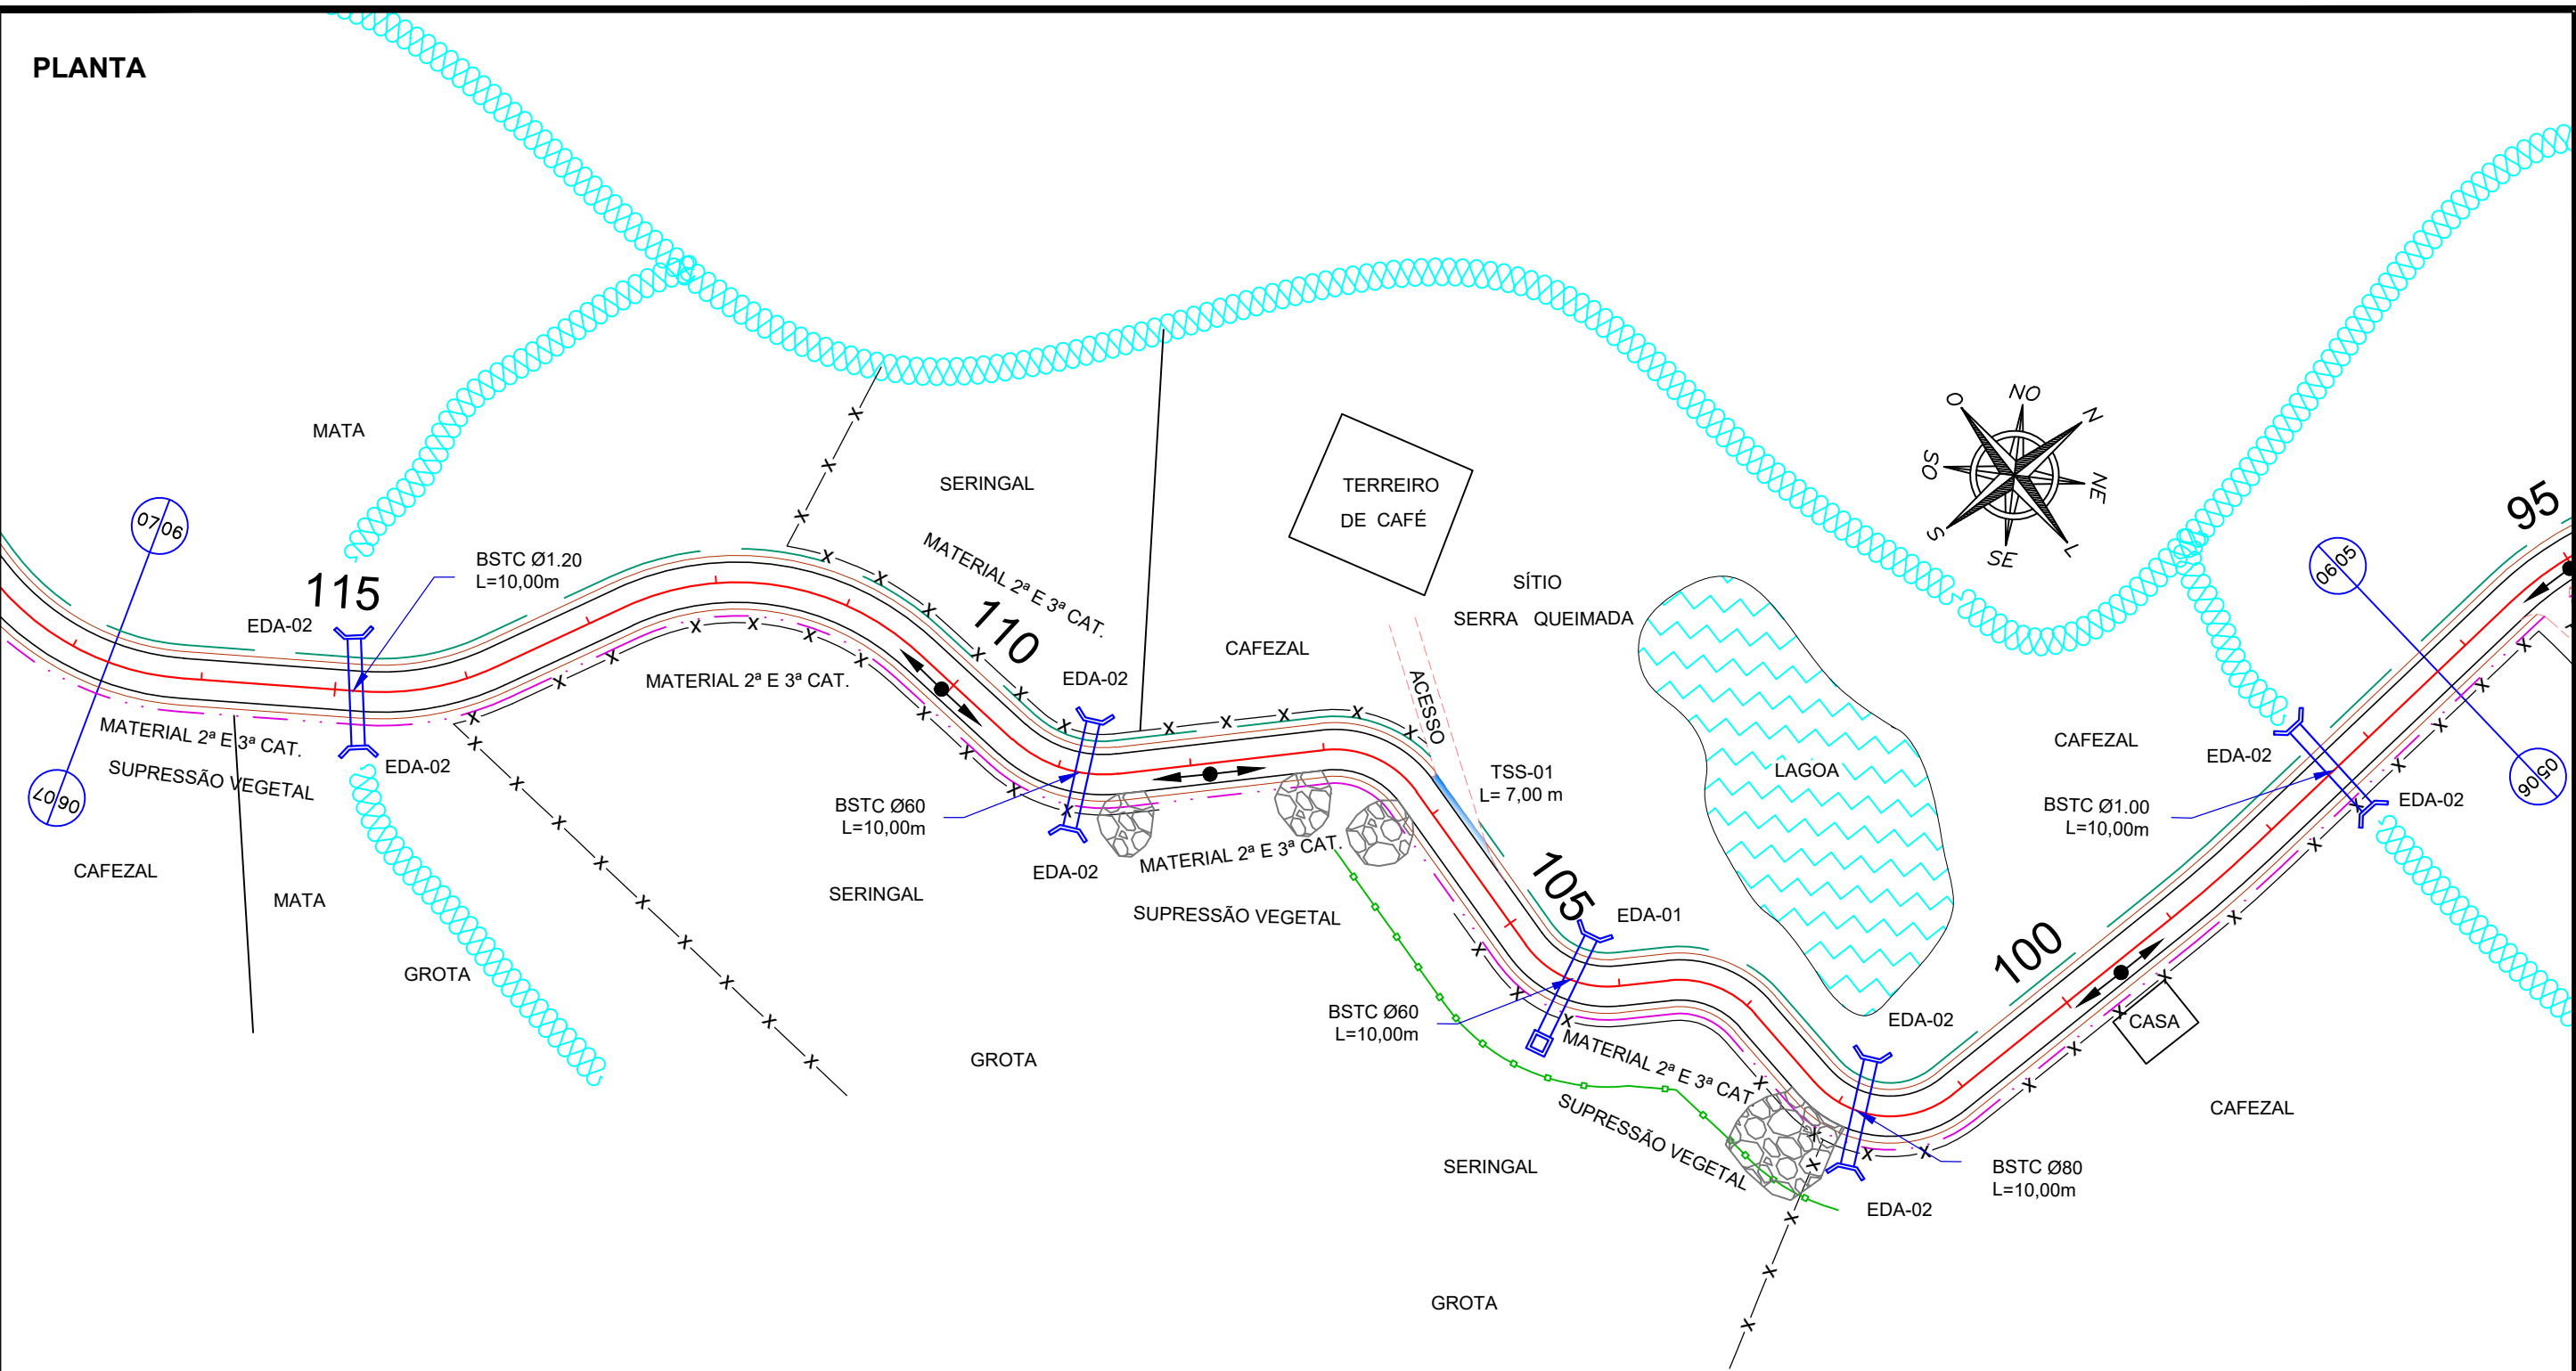 PLANTA
MATA
07 06
115
BSTC Ø1.20
L=10,00m
EDA-02
EDA-02
MATERIAL 2ª E 3ª CAT.
SUPRESSÃO VEGETAL
06 07
CAFEZAL
MATA
GROTA
MATERIAL 2ª E 3ª CAT.
SERINGAL
MATERIAL 2ª E 3ª CAT.
110
EDA-02
BSTC Ø60
L=10,00m
EDA-02
SERINGAL
GROTA
TERREIRO
DE CAFÉ
CAFEZAL
SÍTIO
SERRA QUEIMADA
ACESSO
TSS-01
L= 7,00 m
MATERIAL 2ª E 3ª CAT.
SUPRESSÃO VEGETAL
105
EDA-01
BSTC Ø60
L=10,00m
MATERIAL 2ª E 3ª CAT
SUPRESSÃO VEGETAL
SERINGAL
GROTA
LAGOA
EDA-02
BSTC Ø80
L=10,00m
EDA-02
100
CASA
CAFEZAL
O
NO
N
NE
L
SE
S
SO
CAFEZAL
EDA-02
BSTC Ø1.00
L=10,00m
EDA-02
06 05
05 06
95